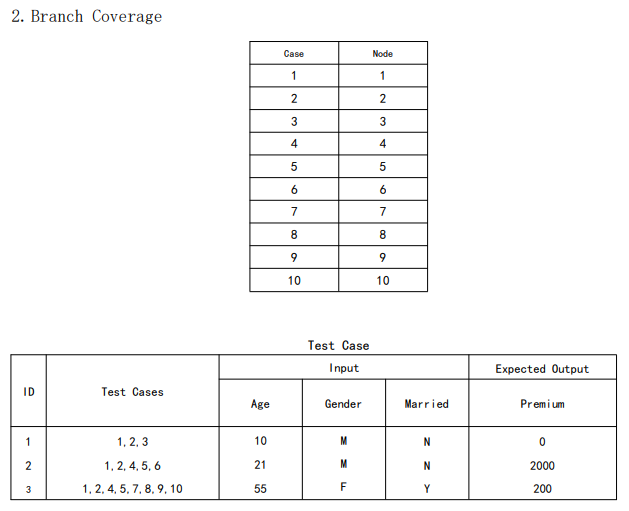 2. Branch Coverage
Case Node
1 1
2 2
3 3
4 4
5 5
6 6
7 7
8 8
9 9
10 10
Test Case
ID Test Cases Input Expected Output
Age Gender Married Premium
1 1, 2, 3 10 M N 0
2 1, 2, 4, 5, 6 21 M N 2000
3 1, 2, 4, 5, 7, 8, 9, 10 55 F Y 200